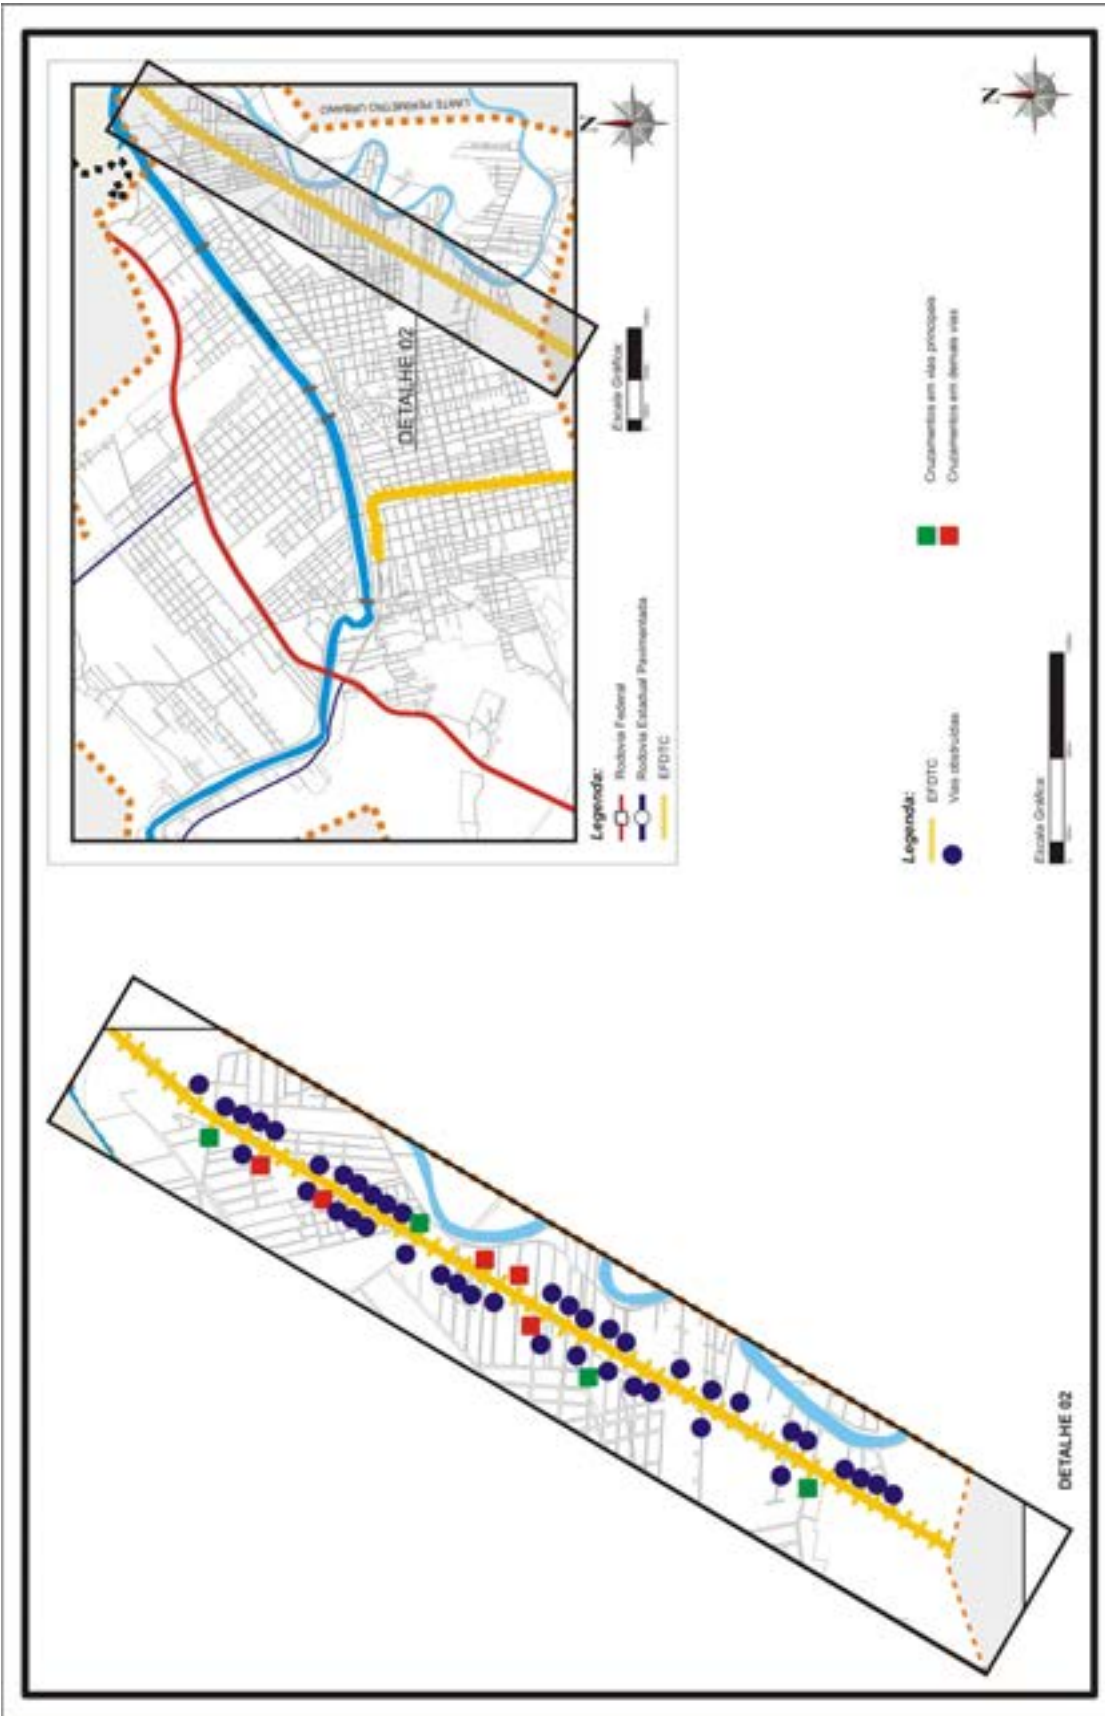 LIMITE PERÍMETRO URBANO
DETALHE 02
N
Escala Gráfica:
Legenda:
Rodovia Federal
Rodovia Estadual Pavimentada
EFDTC
N
Cruzamentos em vias principais
Cruzamentos em demais vias
Legenda:
EFDTC
Vias obstruídas
Escala Gráfica:
DETALHE 02